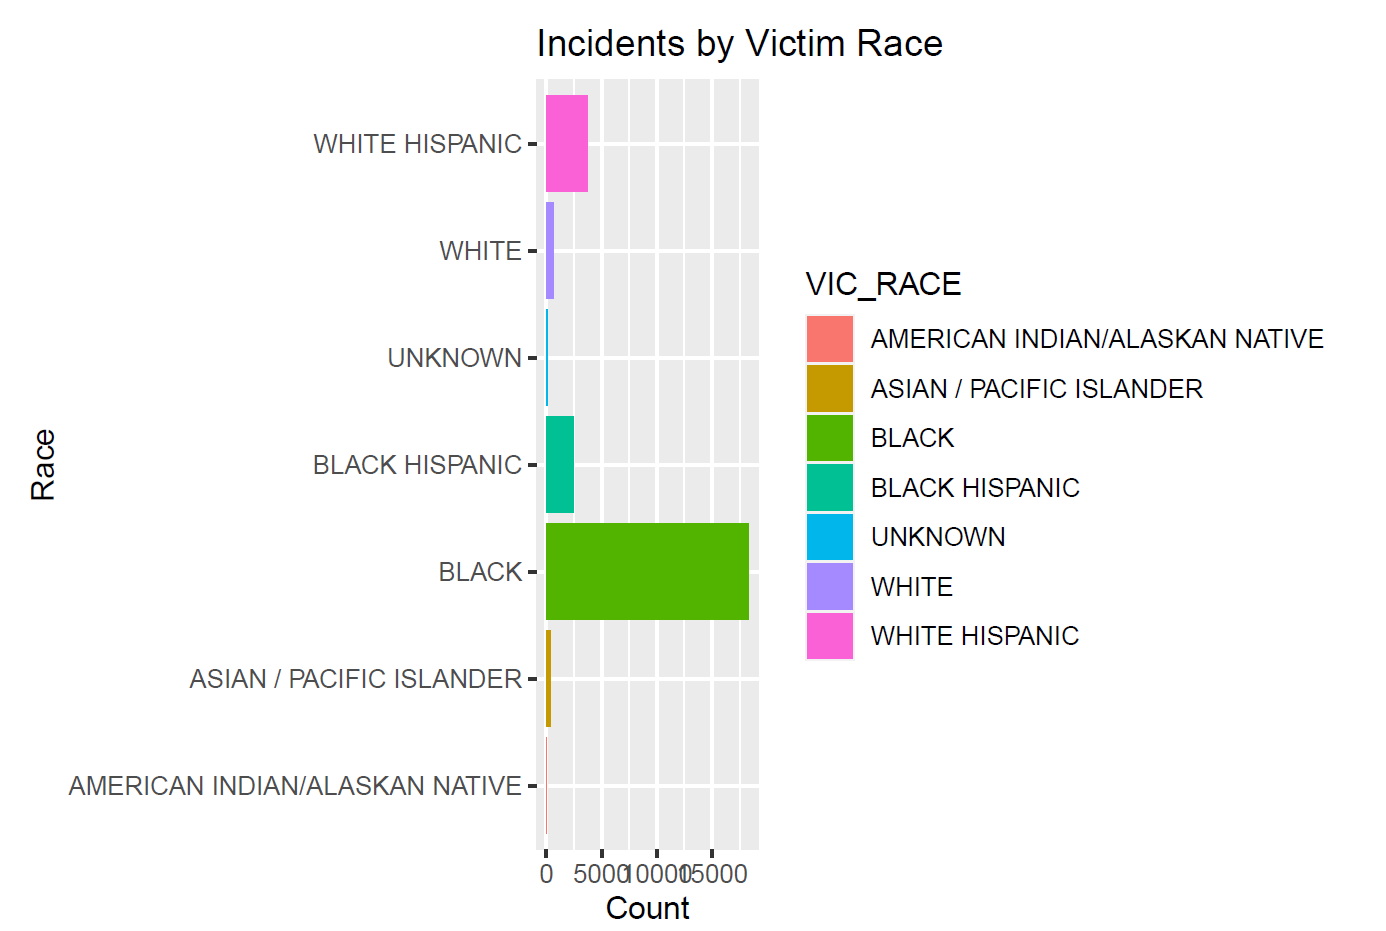 Incidents by Victim Race
WHITE HISPANIC
WHITE
UNKNOWN
BLACK HISPANIC
BLACK
ASIAN / PACIFIC ISLANDER
AMERICAN INDIAN/ALASKAN NATIVE
Race
0 5000 10000 15000
Count
VIC_RACE
AMERICAN INDIAN/ALASKAN NATIVE
ASIAN / PACIFIC ISLANDER
BLACK
BLACK HISPANIC
UNKNOWN
WHITE
WHITE HISPANIC